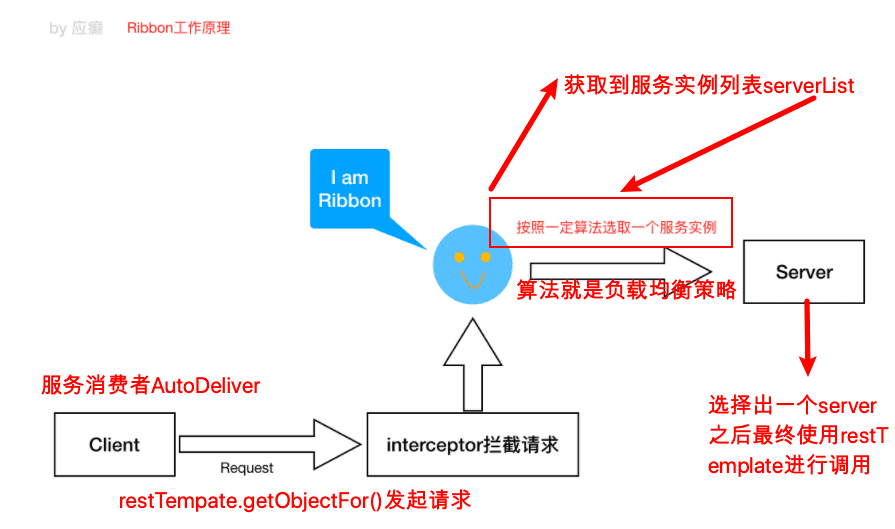 by 应癫
Ribbon工作原理
获取到服务实例列表serverList
I am
Ribbon
按照一定算法选取一个服务实例
Server
算法就是负载均衡策略
服务消费者AutoDeliver
选择出一个server
之后最终使用restT
emplate进行调用
Client
Request
interceptor拦截请求
restTempate.getObjectFor()发起请求